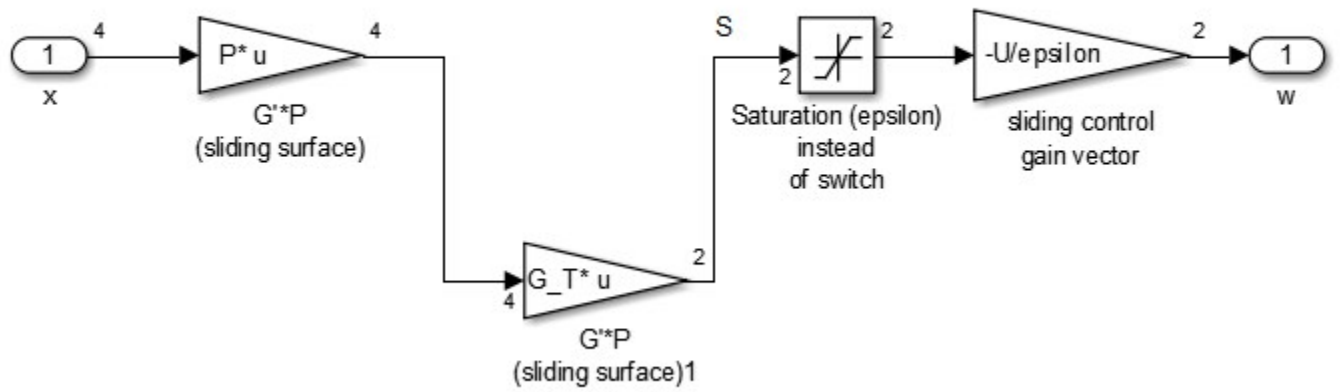 4
1
x
P* u
4
G'*P
(sliding surface)
4
G_T* u
2
G'*P
(sliding surface)1
S
2
2
Saturation (epsilon)
instead
of switch
-U/epsilon
2
sliding control
gain vector
1
w